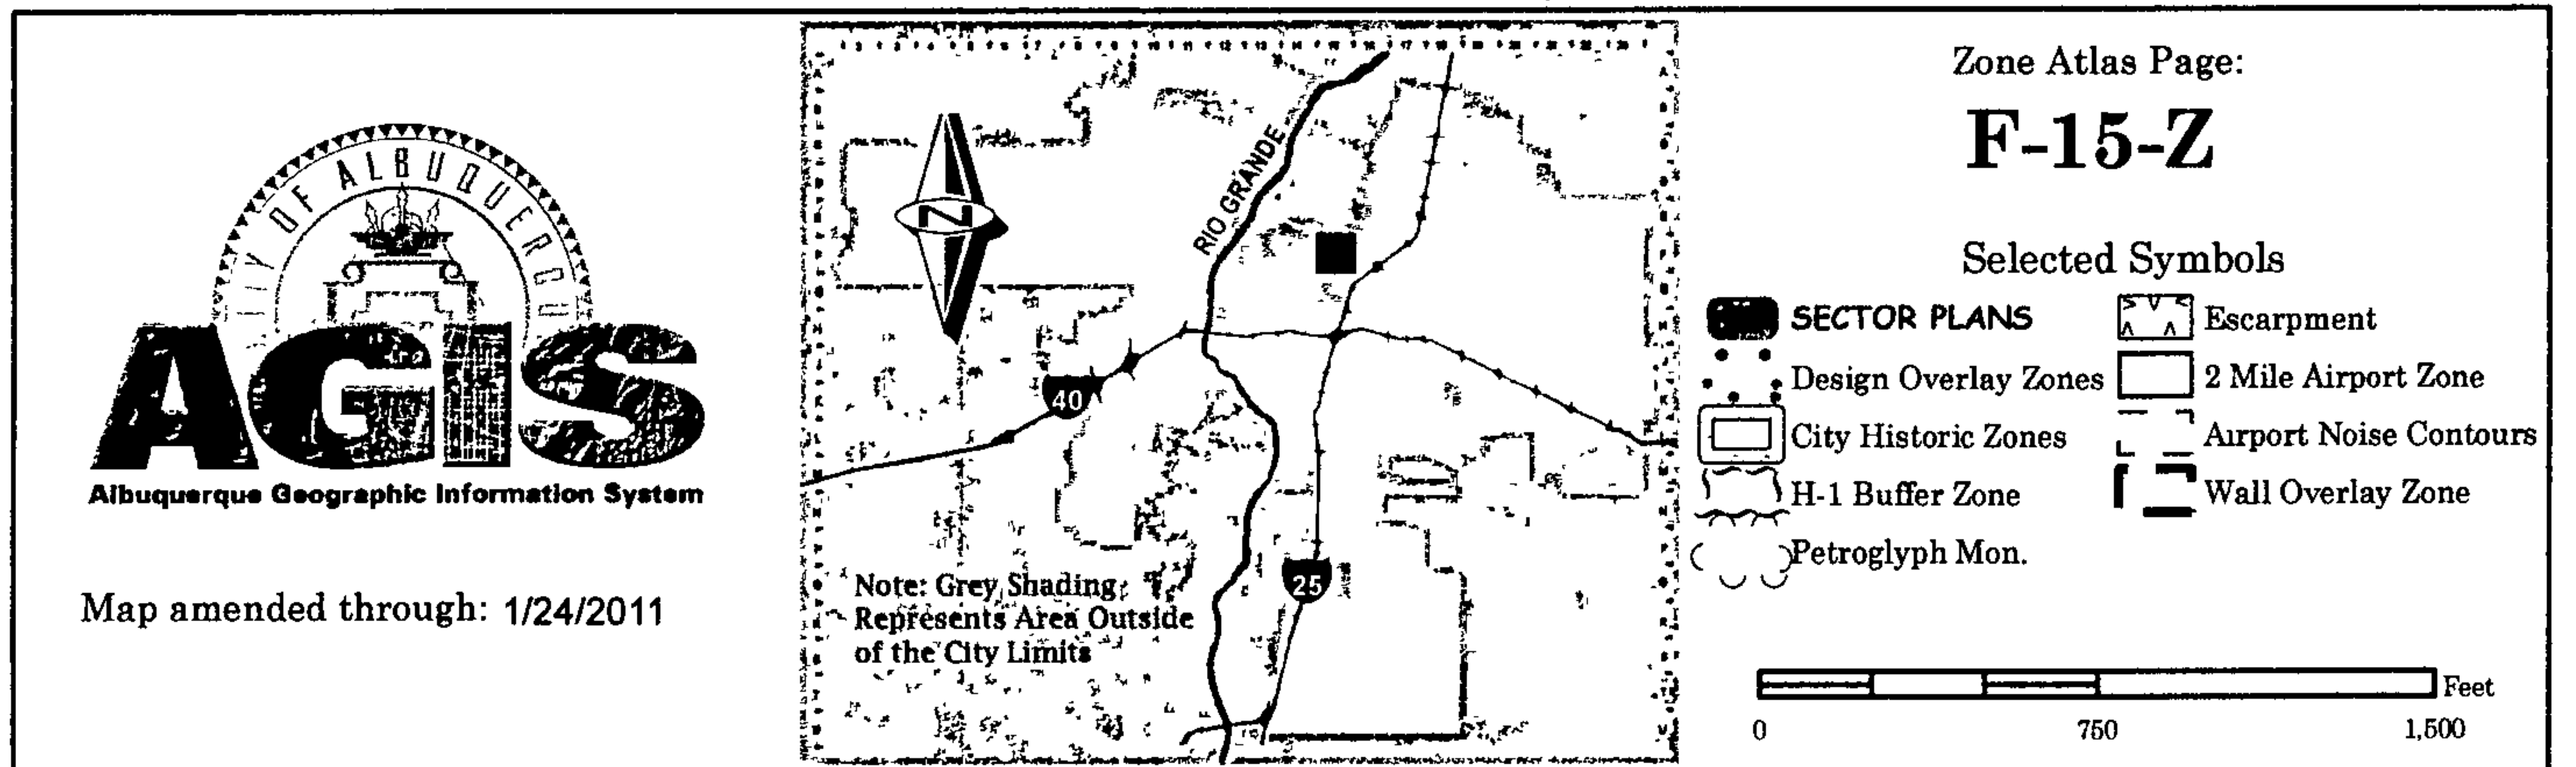 CITY OF ALBUQUERQUE
AGIS
Albuquerque Geographic Information System
Map amended through: 1/24/2011
N
RIO GRANDE
40
25
Note: Grey Shading
Represents Area Outside
of the City Limits
Zone Atlas Page:
F-15-Z
Selected Symbols
SECTOR PLANS
Design Overlay Zones
City Historic Zones
H-1 Buffer Zone
Petroglyph Mon.
Escarpment
2 Mile Airport Zone
Airport Noise Contours
Wall Overlay Zone
Feet
0 750 1,500